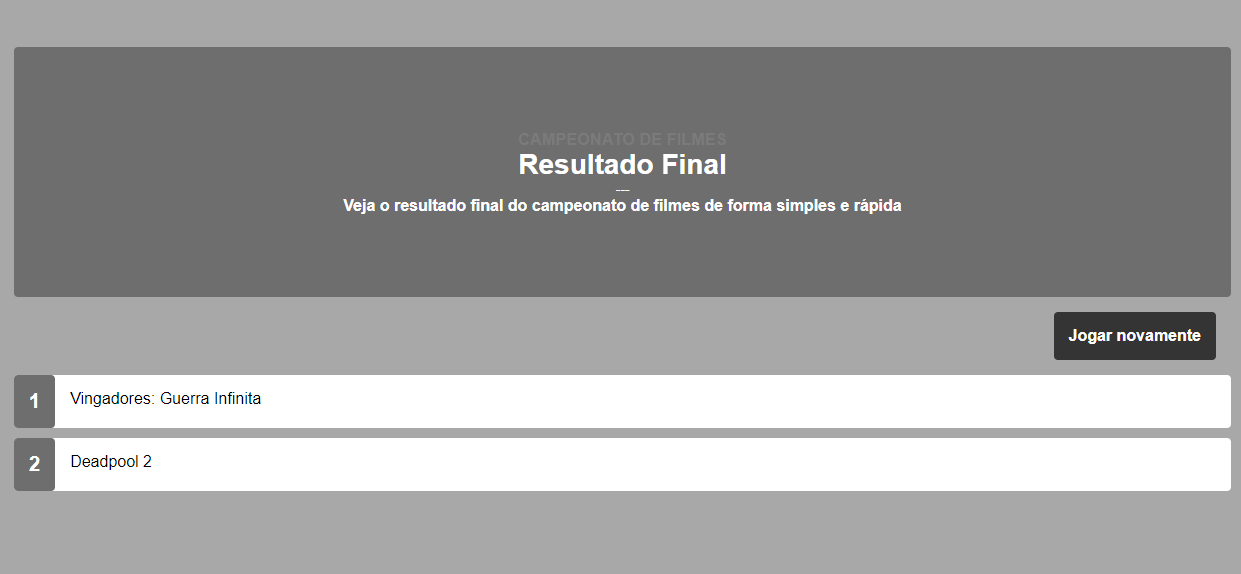 CAMPEONATO DE FILMES
Resultado Final
—
Veja o resultado final do campeonato de filmes de forma simples e rápida
Jogar novamente
1 Vingadores: Guerra Infinita
2 Deadpool 2